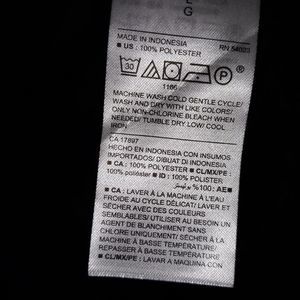 G
MADE IN INDONESIA RN 54023
■ US : 100% POLYESTER
30
P
1166
MACHINE WASH COLD GENTLE CYCLE/
WASH AND DRY WITH LIKE COLORS/
ONLY NON-CHLORINE BLEACH WHEN
NEEDED/ TUMBLE DRY LOW/ COOL
IRON
CA 17897
HECHO EN INDONESIA CON INSUMOS
IMPORTADOS/ DIBUAT DI INDONESIA
■ CA : 100% POLYESTER ■ CL/MX/PE :
100% poliéster ■ ID : 100% POLISTER
■ AE : %100 بوليستر
■ CA : LAVER À LA MACHINE À L'EAU
FROIDE AU CYCLE DÉLICAT/ LAVER ET
SÉCHER AVEC DES COULEURS
SEMBLABLES/ UTILISER AU BESOIN UN
AGENT DE BLANCHIMENT SANS
CHLORE UNIQUEMENT/ SÉCHER PAR
MACHINE À BASSE TEMPÉRATURE/
REPASSER À BASSE TEMPÉRATURE
■ CL/MX/PE : LAVAR A MAQUINA CON